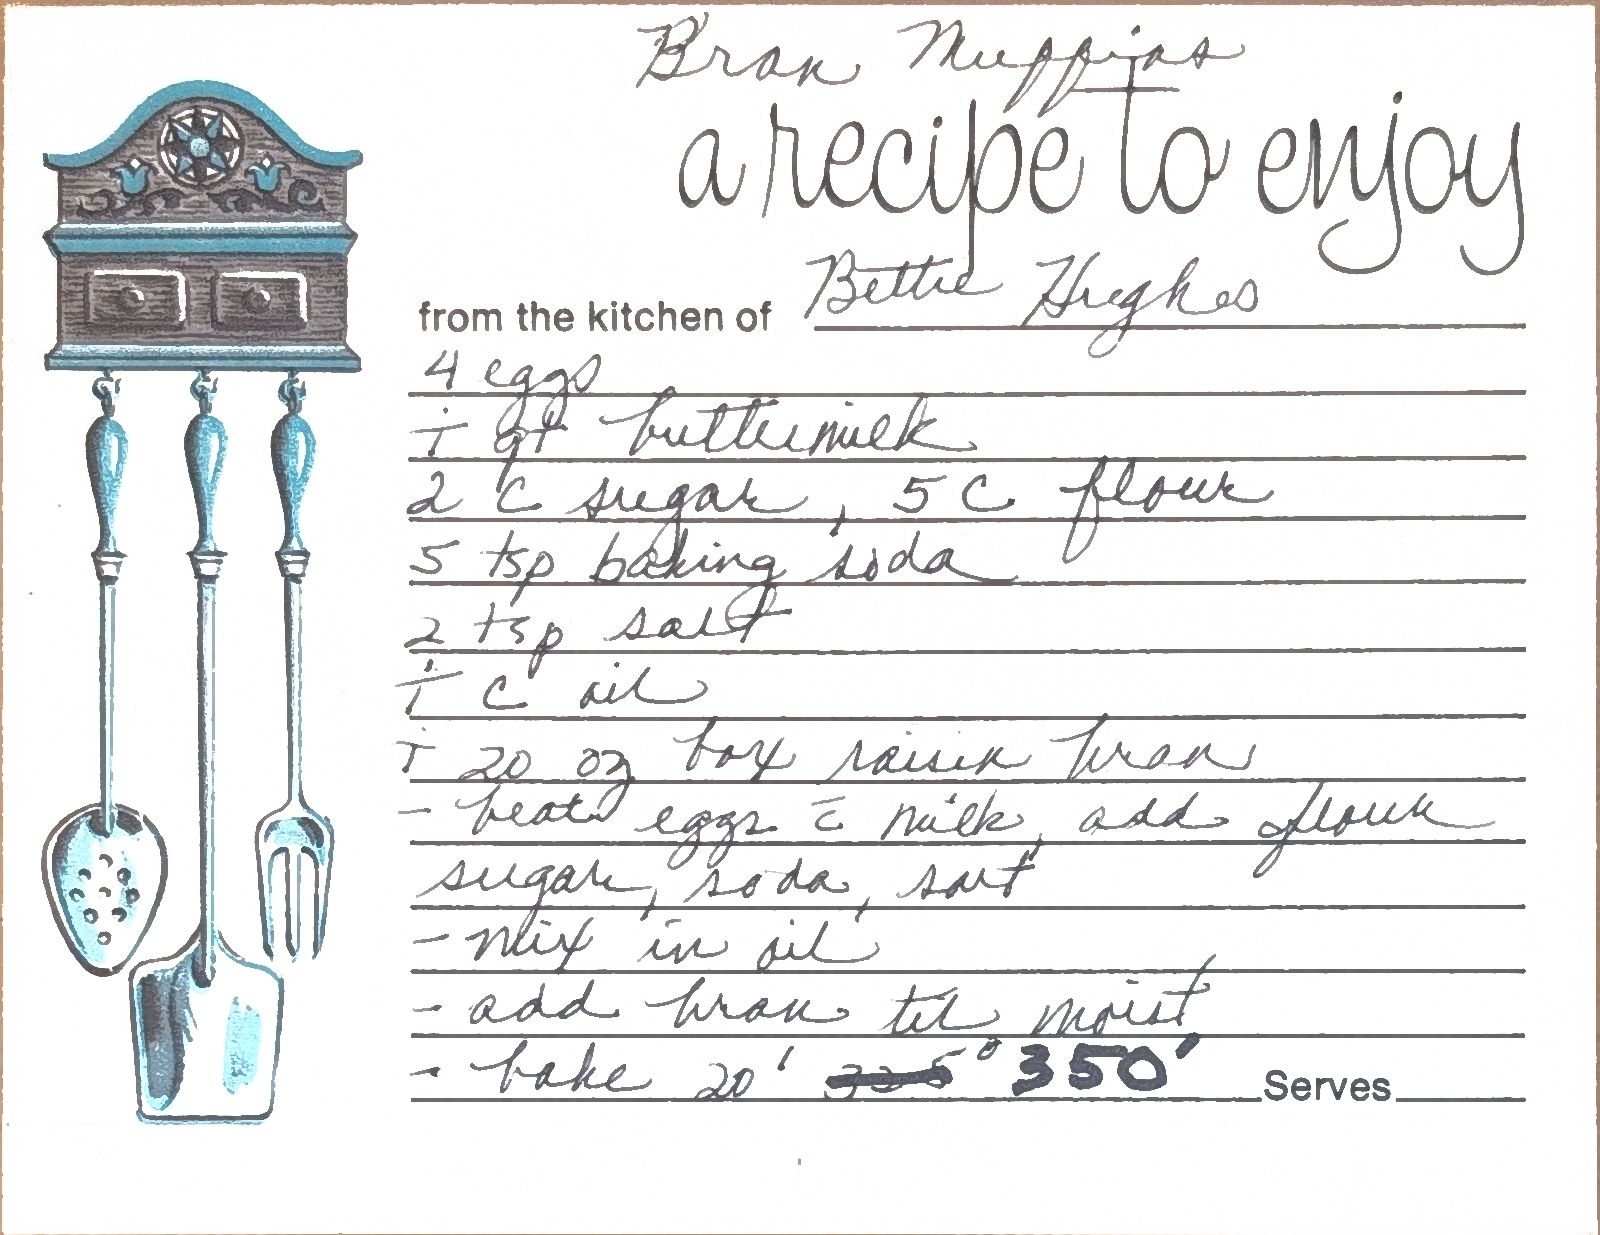 Bran Muffins
a recipe to enjoy
from the kitchen of Bettie Hughes
4 eggs
1 qt buttermilk
2 C sugar, 5 C flour
5 tsp baking soda
2 tsp salt
1 C oil
1 20 oz box raisin bran
- beat eggs c̄ milk, add flour
sugar, soda, salt
- mix in oil
- add bran til moist
- bake 20' 325° 350° Serves